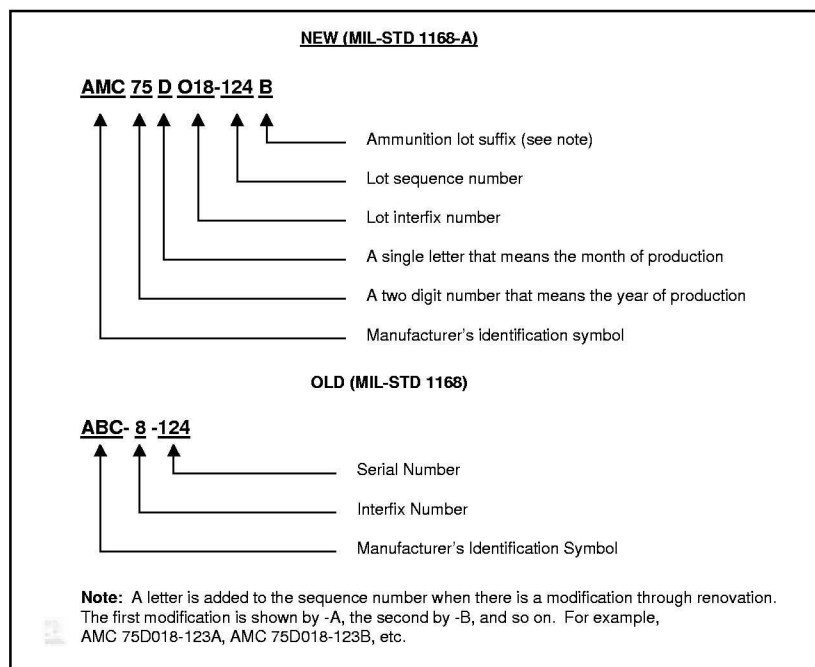 NEW (MIL-STD 1168-A)
AMC 75 D O18-124 B
Ammunition lot suffix (see note)
Lot sequence number
Lot interfix number
A single letter that means the month of production
A two digit number that means the year of production
Manufacturer's identification symbol
OLD (MIL-STD 1168)
ABC- 8 -124
Serial Number
Interfix Number
Manufacturer's Identification Symbol
Note: A letter is added to the sequence number when there is a modification through renovation.
The first modification is shown by -A, the second by -B, and so on. For example,
AMC 75D018-123A, AMC 75D018-123B, etc.